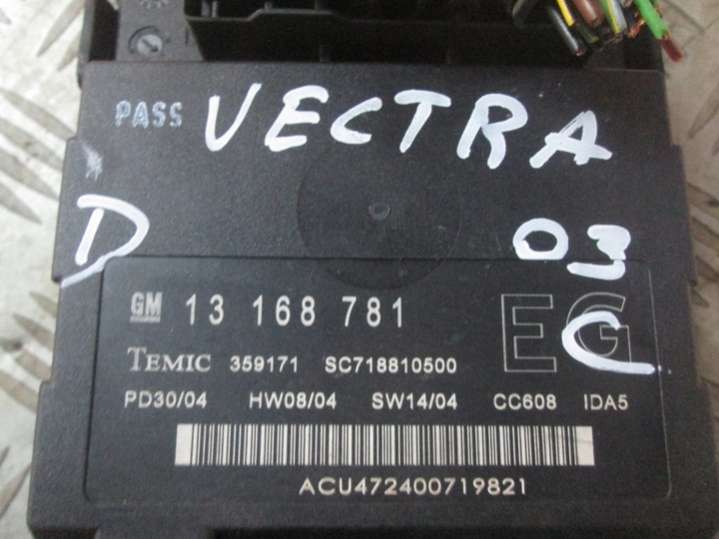 PASS VECTRA
D
03
C
GM 13 168 781
EG
TEMIC 359171 SC718810500
PD30/04 HW08/04 SW14/04 CC608 IDA5
ACU472400719821